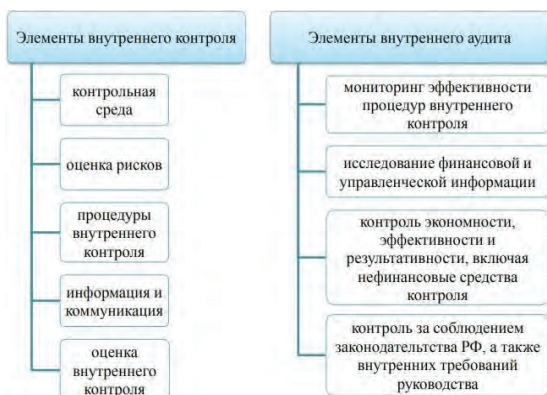 Элементы внутреннего контроля
контрольная
среда
оценка рисков
процедуры
внутреннего
контроля
информация и
коммуникация
оценка
внутреннего
контроля
Элементы внутреннего аудита
мониторинг эффективности
процедур внутреннего
контроля
исследование финансовой и
управленческой информации
контроль экономности,
эффективности и
результативности, включая
нефинансовые средства
контроля
контроль за соблюдением
законодательтства РФ, а также
внутренних требований
руководства